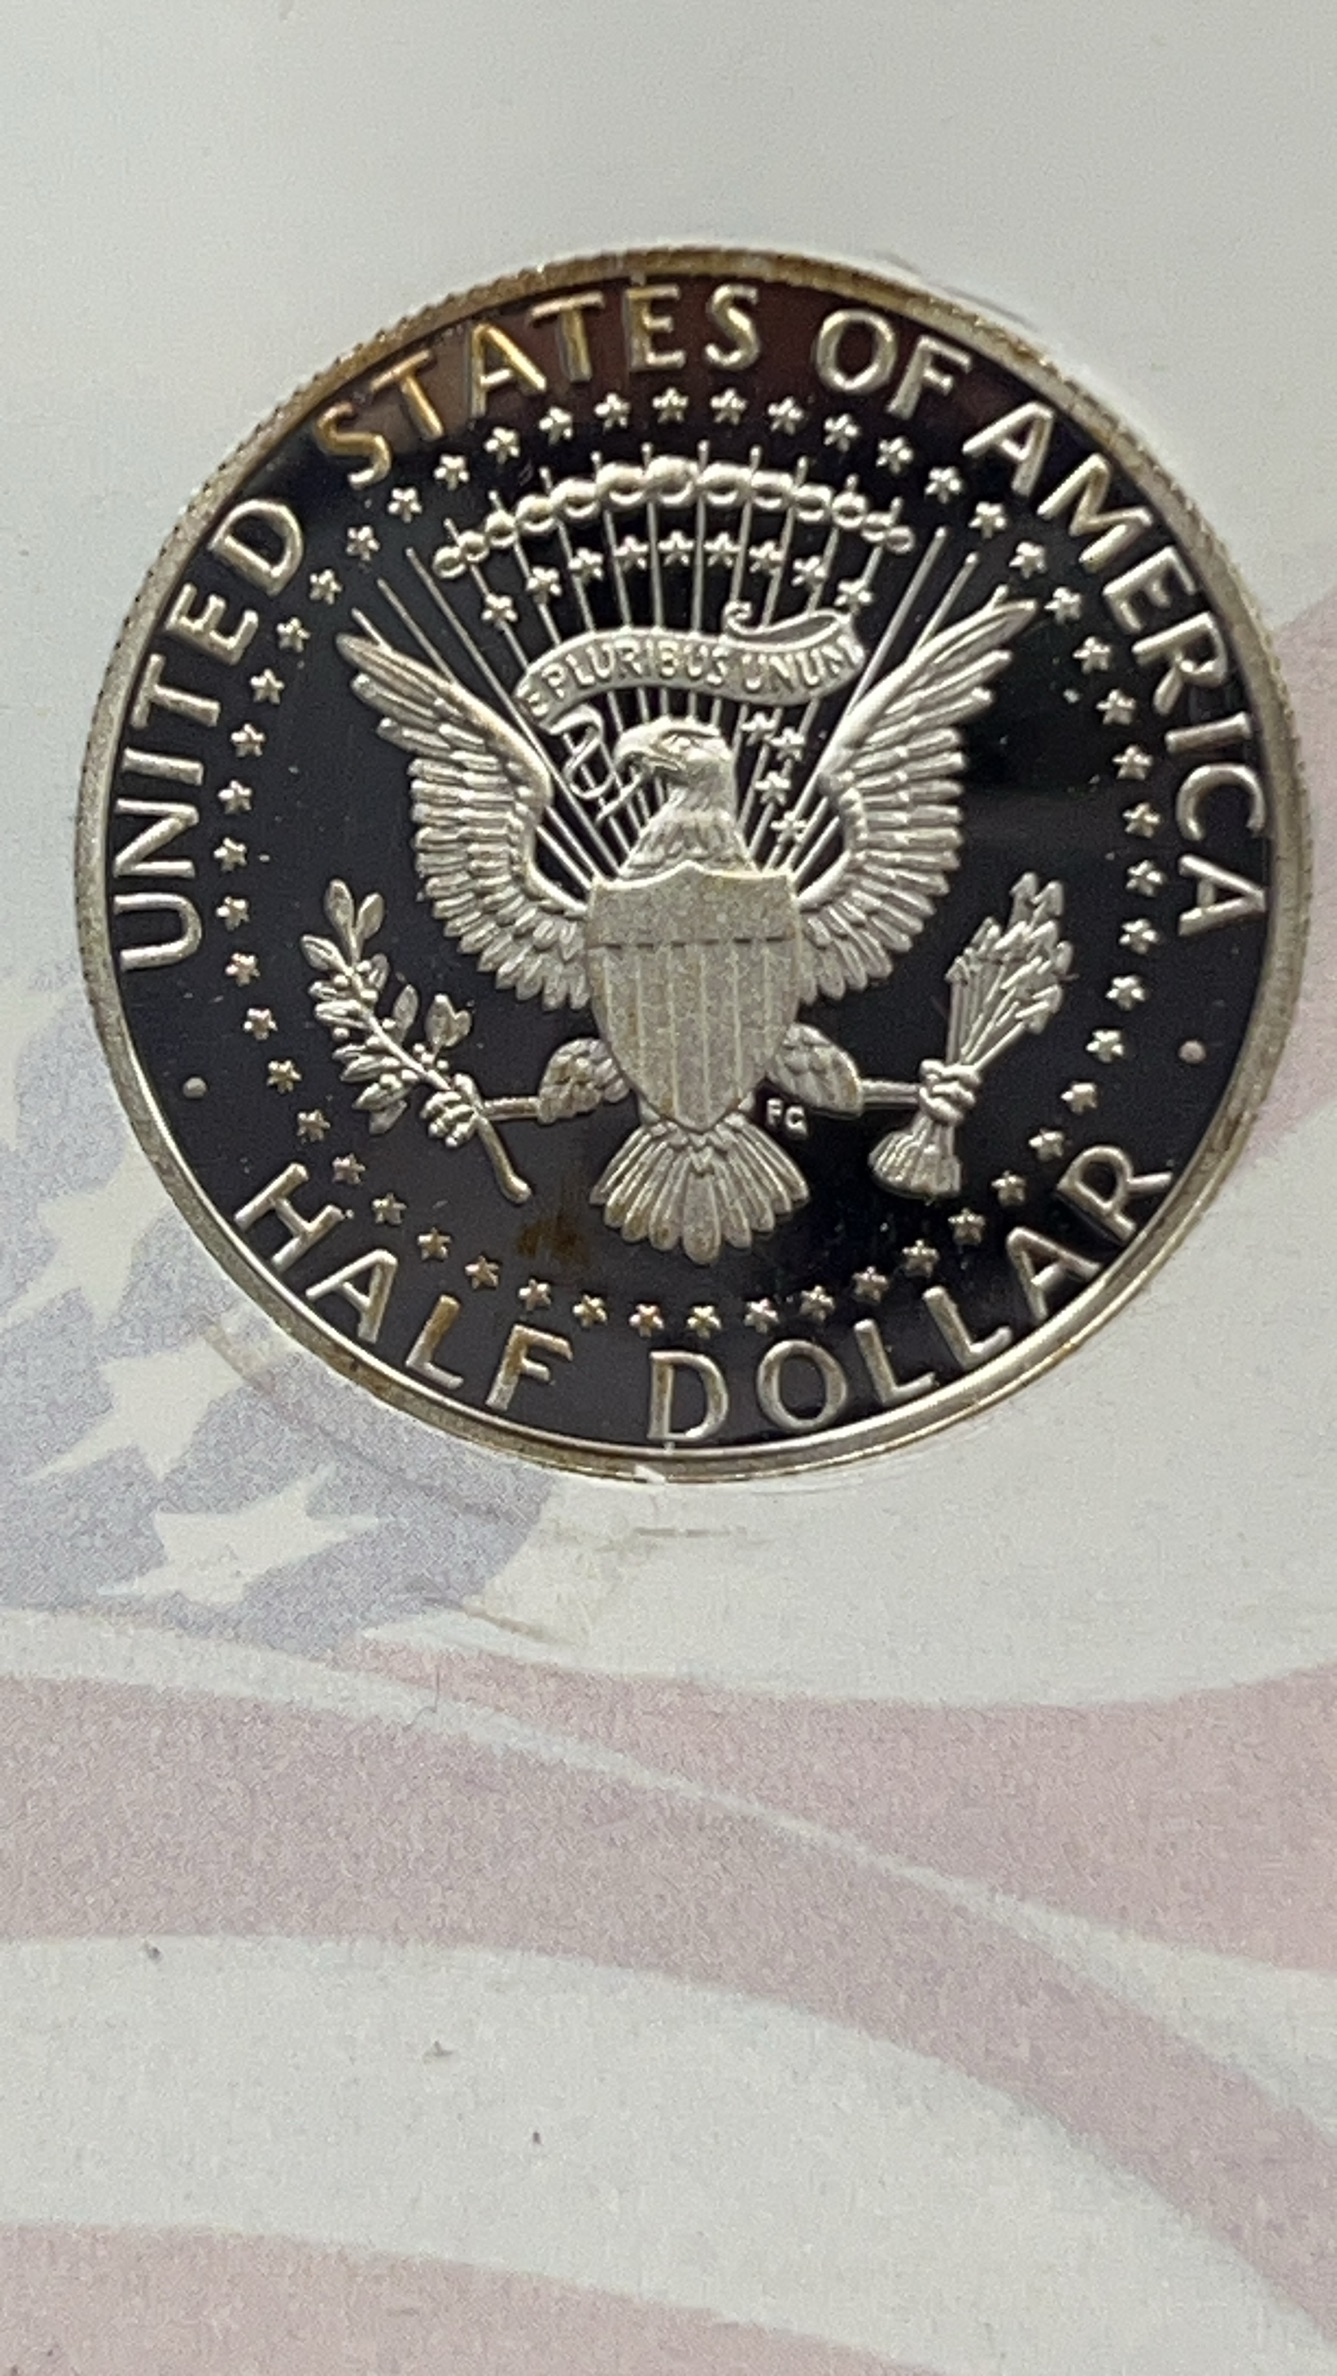 UNITED STATES OF AMERICA
E PLURIBUS UNUM
FG
HALF DOLLAR